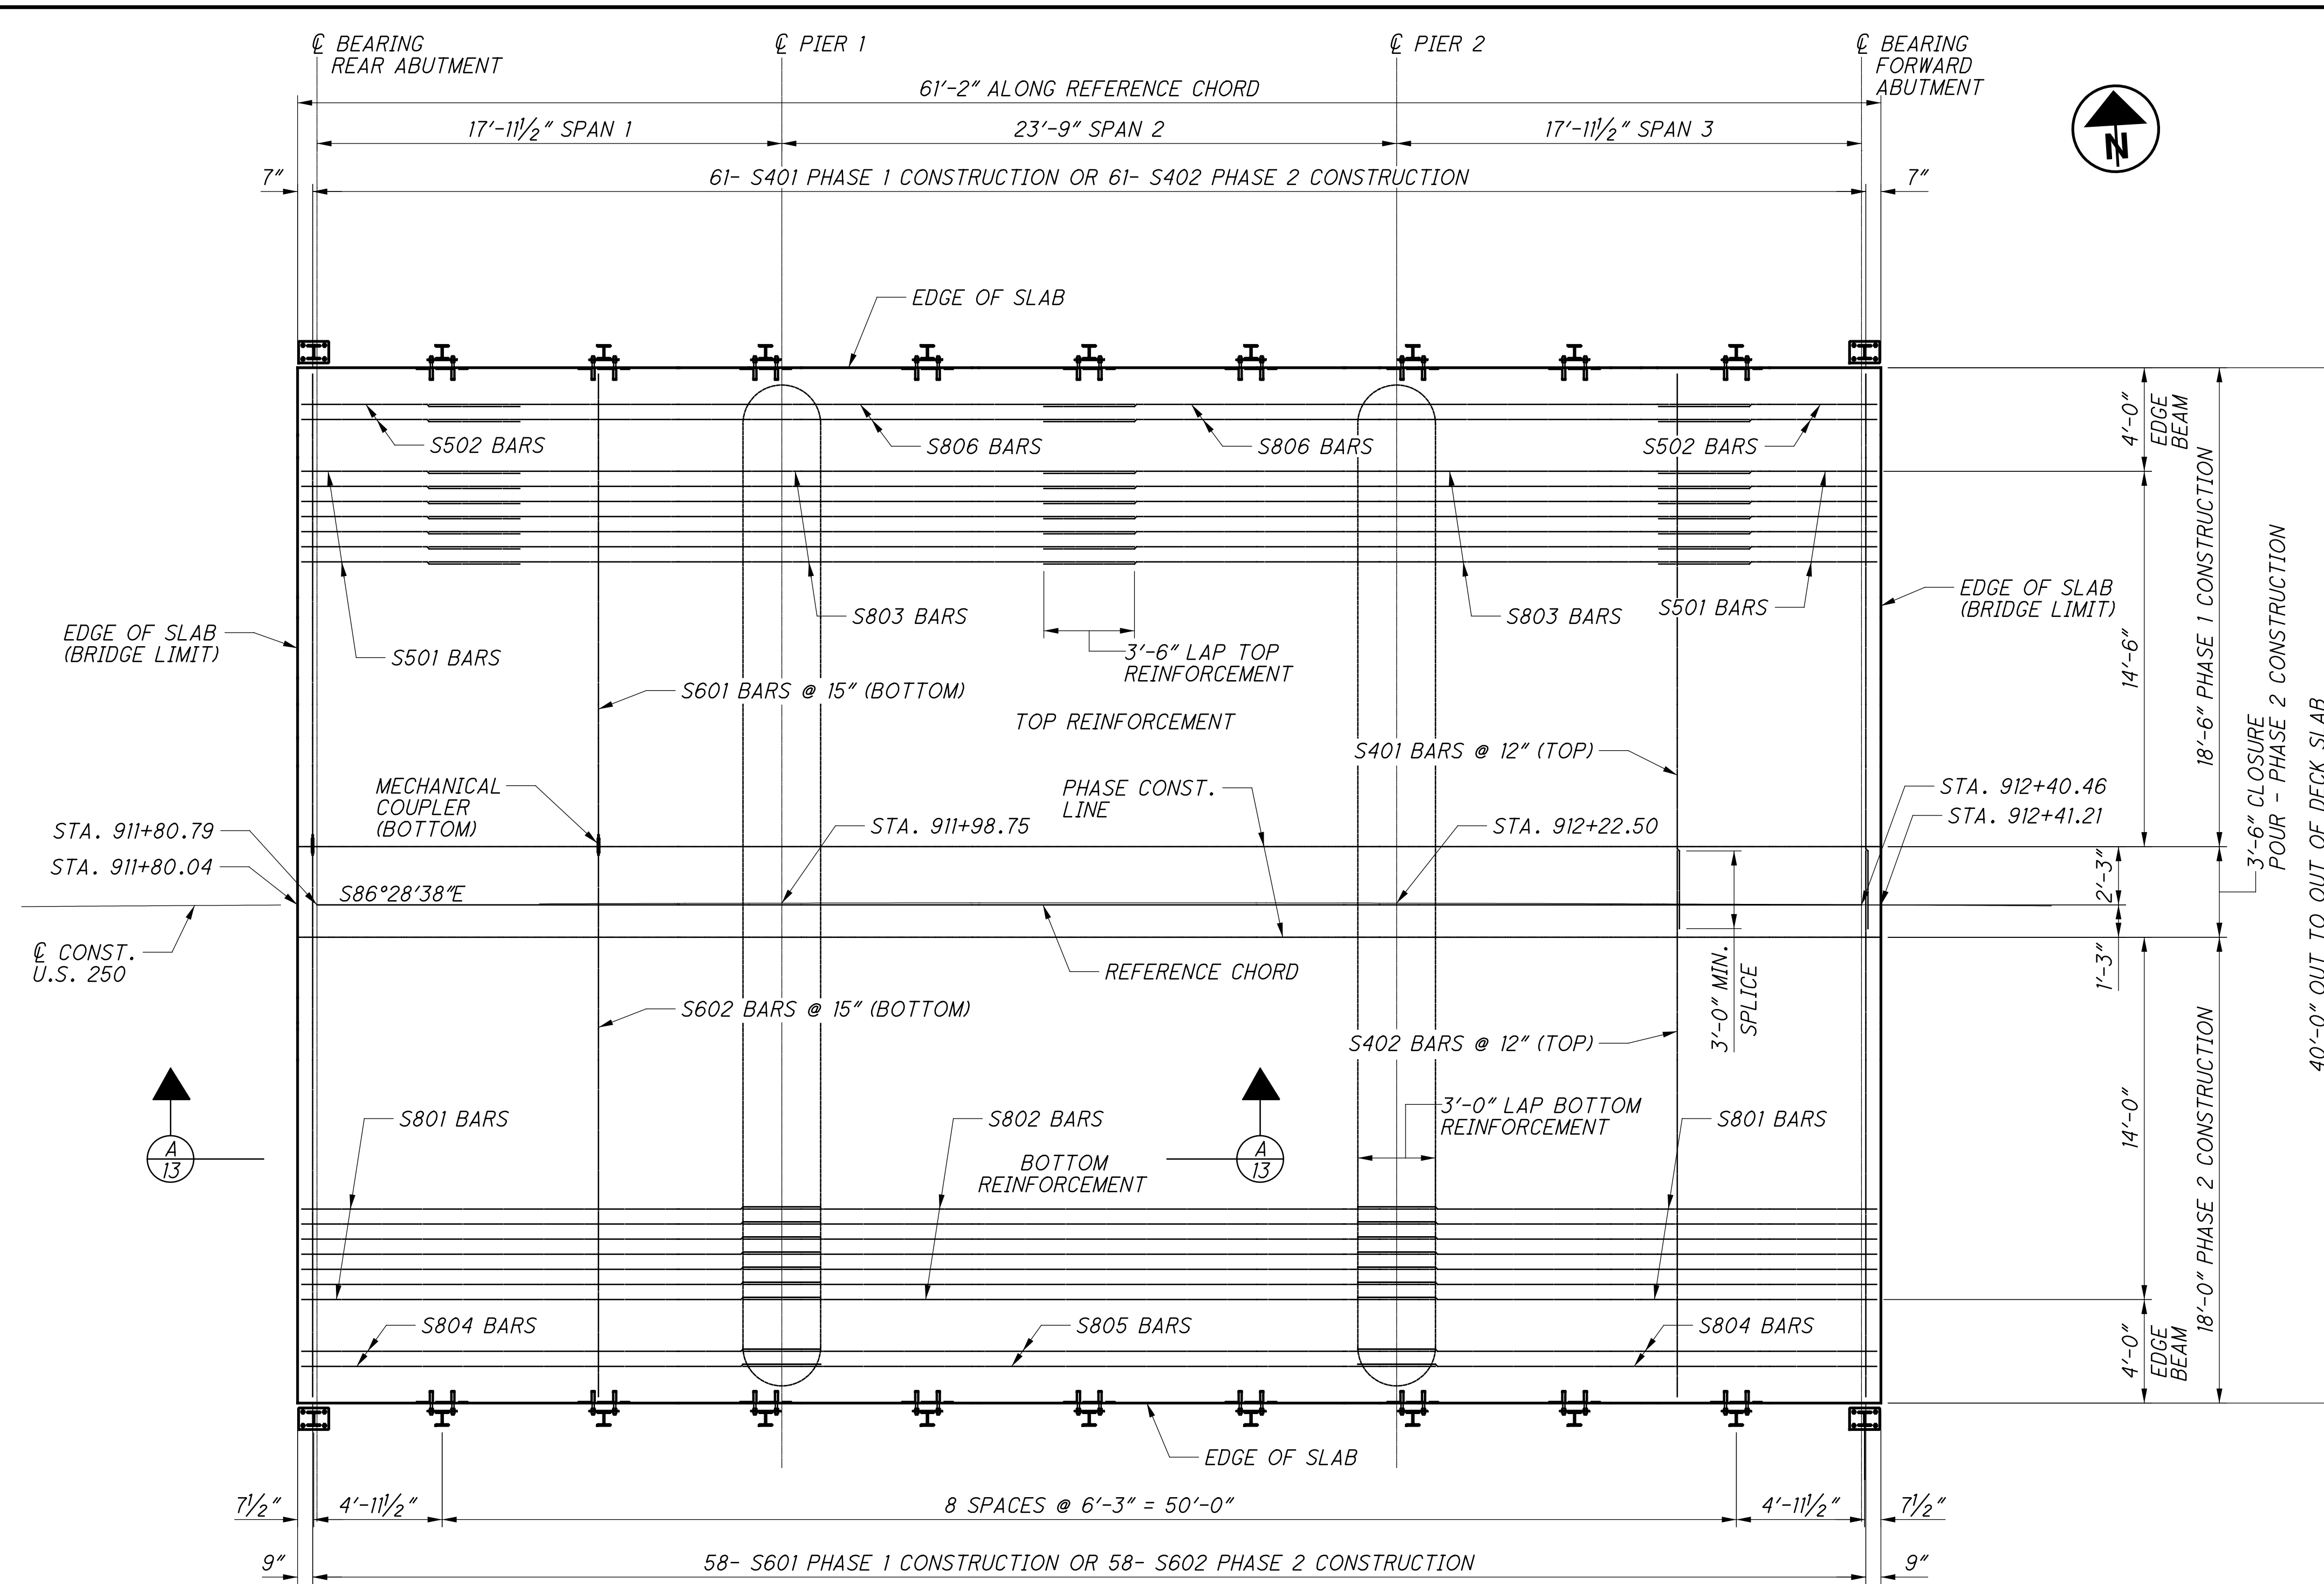 ℄ BEARING
REAR ABUTMENT
℄ PIER 1
℄ PIER 2
℄ BEARING
FORWARD
ABUTMENT
61'-2" ALONG REFERENCE CHORD
17'-11½" SPAN 1
23'-9" SPAN 2
17'-11½" SPAN 3
7"
61- S401 PHASE 1 CONSTRUCTION OR 61- S402 PHASE 2 CONSTRUCTION
7"
N
EDGE OF SLAB
S502 BARS
S806 BARS
S806 BARS
S502 BARS
4'-0"
EDGE
BEAM
S803 BARS
S803 BARS
S501 BARS
EDGE OF SLAB
(BRIDGE LIMIT)
EDGE OF SLAB
(BRIDGE LIMIT)
S501 BARS
3'-6" LAP TOP
REINFORCEMENT
14'-6"
18'-6" PHASE 1 CONSTRUCTION
S601 BARS @ 15" (BOTTOM)
TOP REINFORCEMENT
S401 BARS @ 12" (TOP)
MECHANICAL
COUPLER
(BOTTOM)
PHASE CONST.
LINE
STA. 912+40.46
STA. 912+41.21
STA. 911+80.79
STA. 911+80.04
STA. 911+98.75
STA. 912+22.50
3'-6" CLOSURE
POUR - PHASE 2 CONSTRUCTION
40'-0" OUT TO OUT OF DECK SLAB
2'-3"
S86°28'38"E
℄ CONST.
U.S. 250
REFERENCE CHORD
1'-3"
3'-0" MIN.
SPLICE
S602 BARS @ 15" (BOTTOM)
S402 BARS @ 12" (TOP)
S801 BARS
S802 BARS
3'-0" LAP BOTTOM
REINFORCEMENT
S801 BARS
A
13
A
13
BOTTOM
REINFORCEMENT
14'-0"
18'-0" PHASE 2 CONSTRUCTION
S804 BARS
S805 BARS
S804 BARS
4'-0"
EDGE
BEAM
EDGE OF SLAB
7½"
4'-11½"
8 SPACES @ 6'-3" = 50'-0"
4'-11½"
7½"
9"
58- S601 PHASE 1 CONSTRUCTION OR 58- S602 PHASE 2 CONSTRUCTION
9"